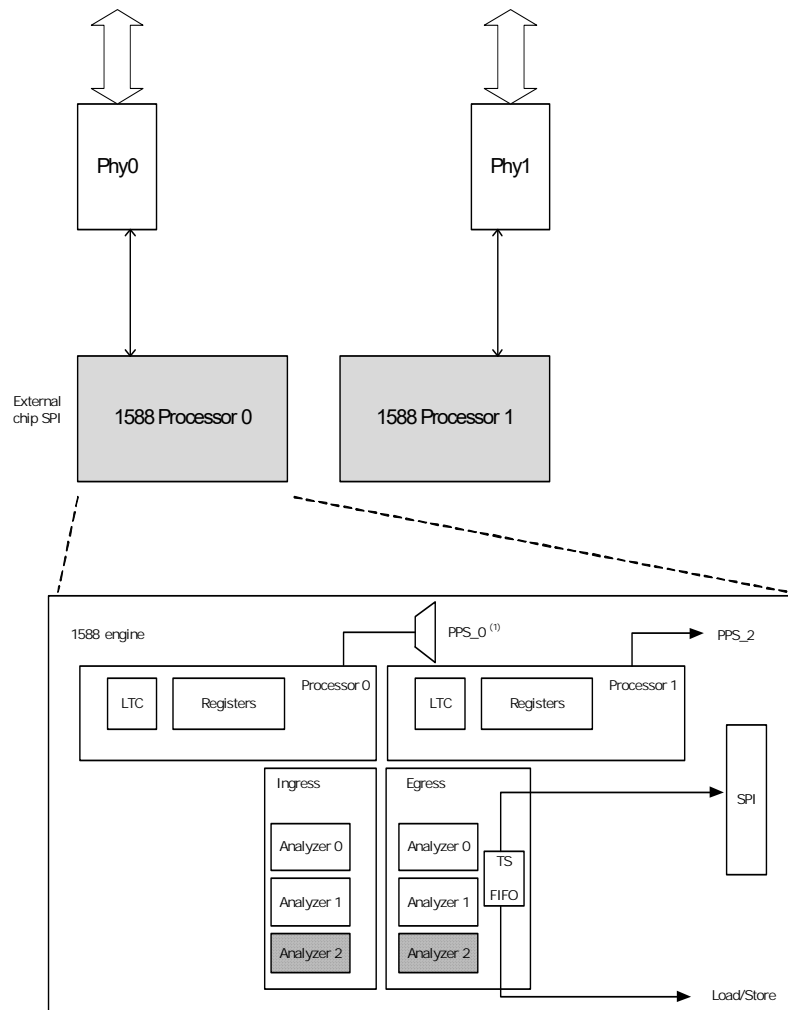 Phy0
Phy1
External
chip SPI
1588 Processor 0
1588 Processor 1
1588 engine
PPS_0 (1)
PPS_2
Processor 0
LTC
Registers
Processor 1
LTC
Registers
Ingress
Analyzer 0
Analyzer 1
Analyzer 2
Egress
Analyzer 0
Analyzer 1
Analyzer 2
TS
FIFO
SPI
Load/Store